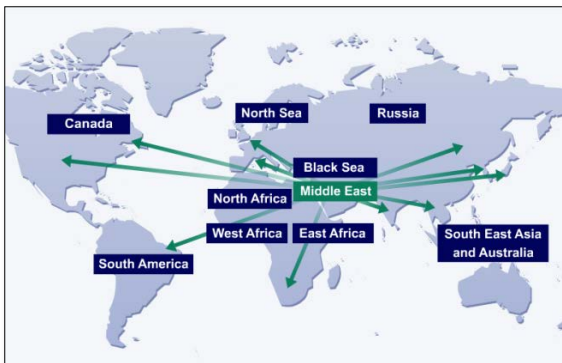 North Sea
Russia
Canada
Black Sea
Middle East
North Africa
West Africa
East Africa
South East Asia
and Australia
South America